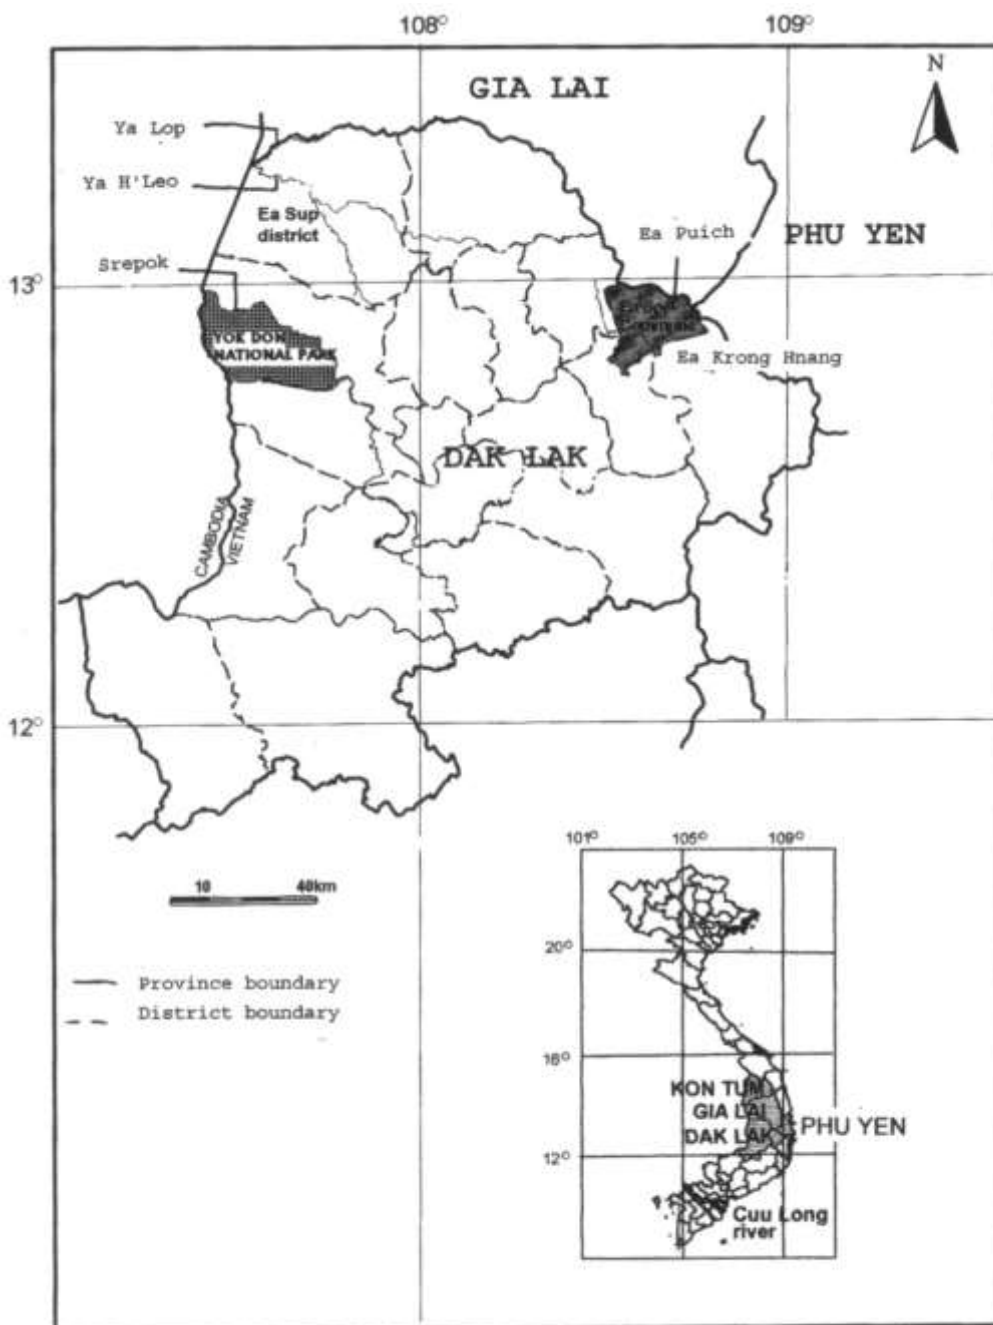 108°
109°
GIA LAI
N
Ya Lop
Ya H'Leo
Ea Sup
district
Ea Puich
PHU YEN
Srepok
13°
YOK DON
NATIONAL PARK
Ea Krong Hnang
DAK LAK
CAMBODIA
VIETNAM
12°
10 40km
Province boundary
District boundary
101° 105° 109°
20°
16°
KON TUM
GIA LAI
DAK LAK
PHU YEN
12°
Cuu Long
river